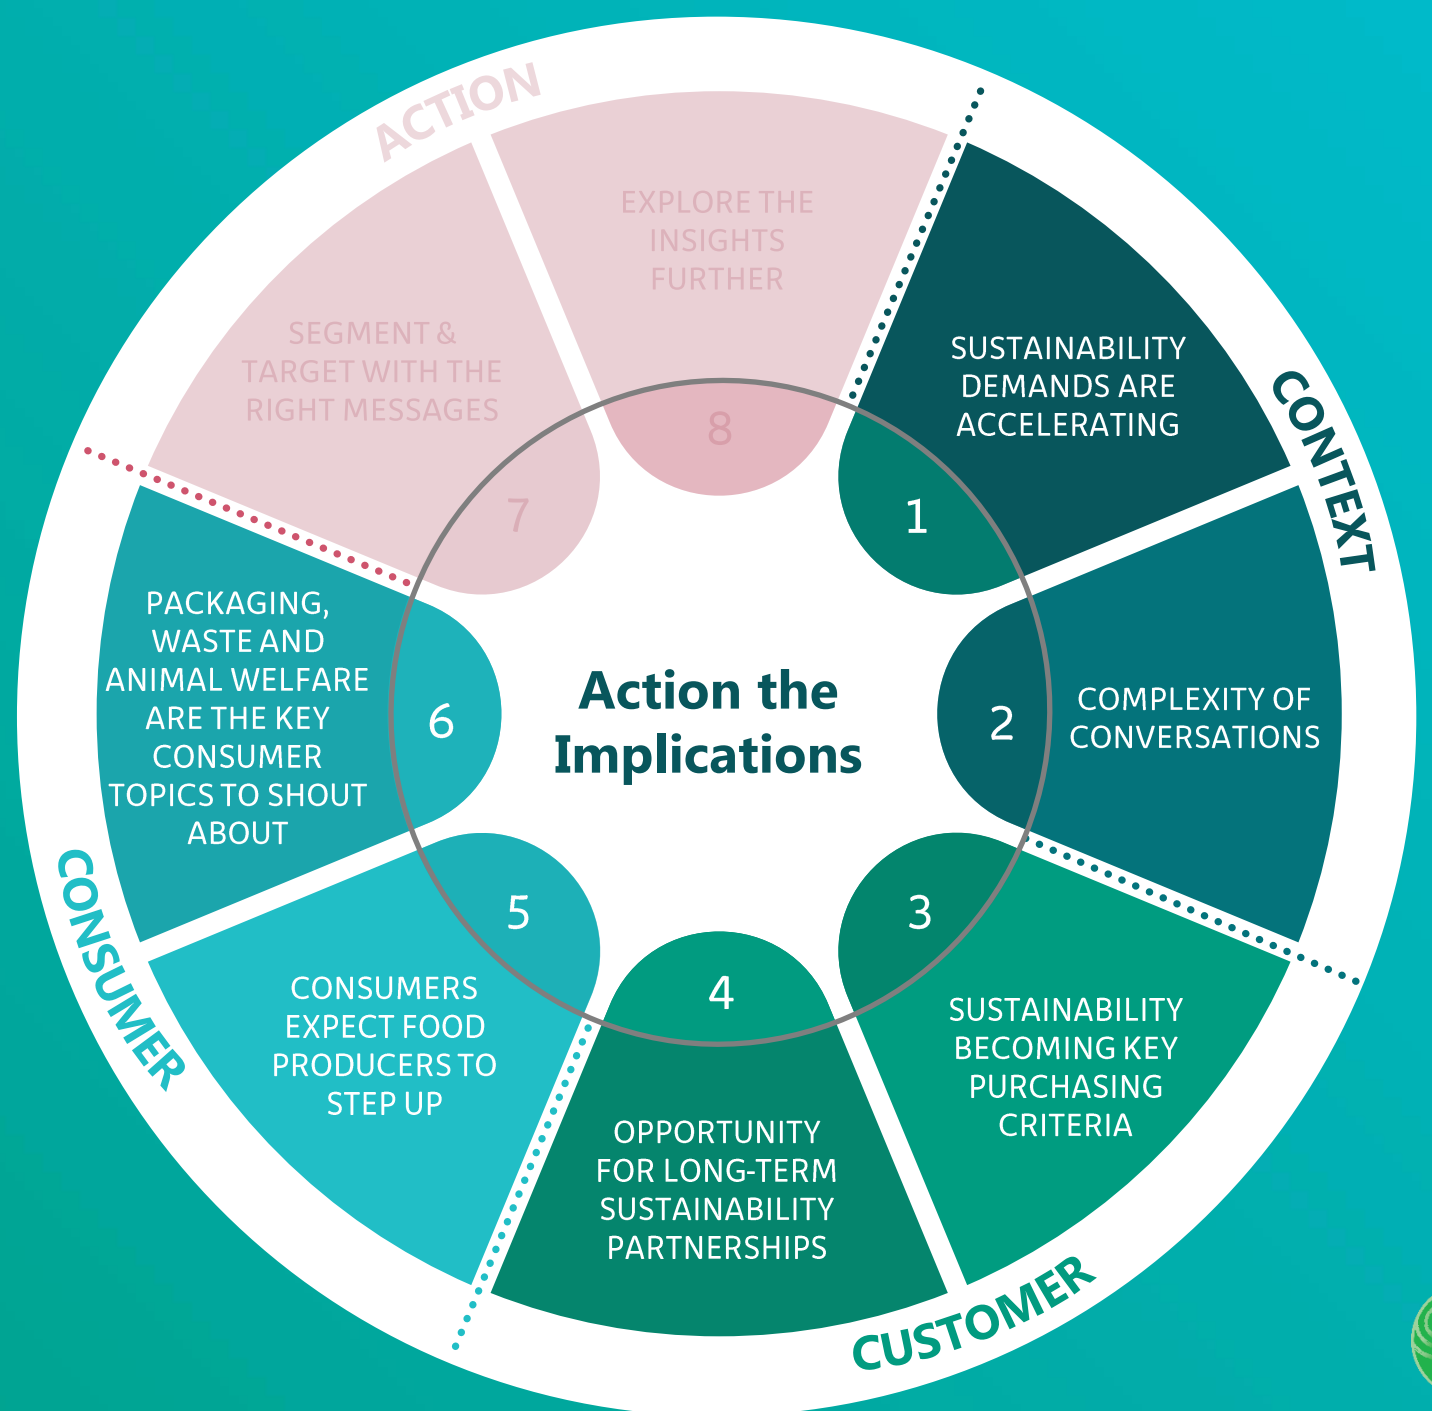 Action the
Implications
CONTEXT
1
SUSTAINABILITY
DEMANDS ARE
ACCELERATING
2
COMPLEXITY OF
CONVERSATIONS
CUSTOMER
3
SUSTAINABILITY
BECOMING KEY
PURCHASING
CRITERIA
4
OPPORTUNITY
FOR LONG-TERM
SUSTAINABILITY
PARTNERSHIPS
CONSUMER
5
CONSUMERS
EXPECT FOOD
PRODUCERS TO
STEP UP
6
PACKAGING,
WASTE AND
ANIMAL WELFARE
ARE THE KEY
CONSUMER
TOPICS TO SHOUT
ABOUT
ACTION
7
SEGMENT &
TARGET WITH THE
RIGHT MESSAGES
8
EXPLORE THE
INSIGHTS
FURTHER